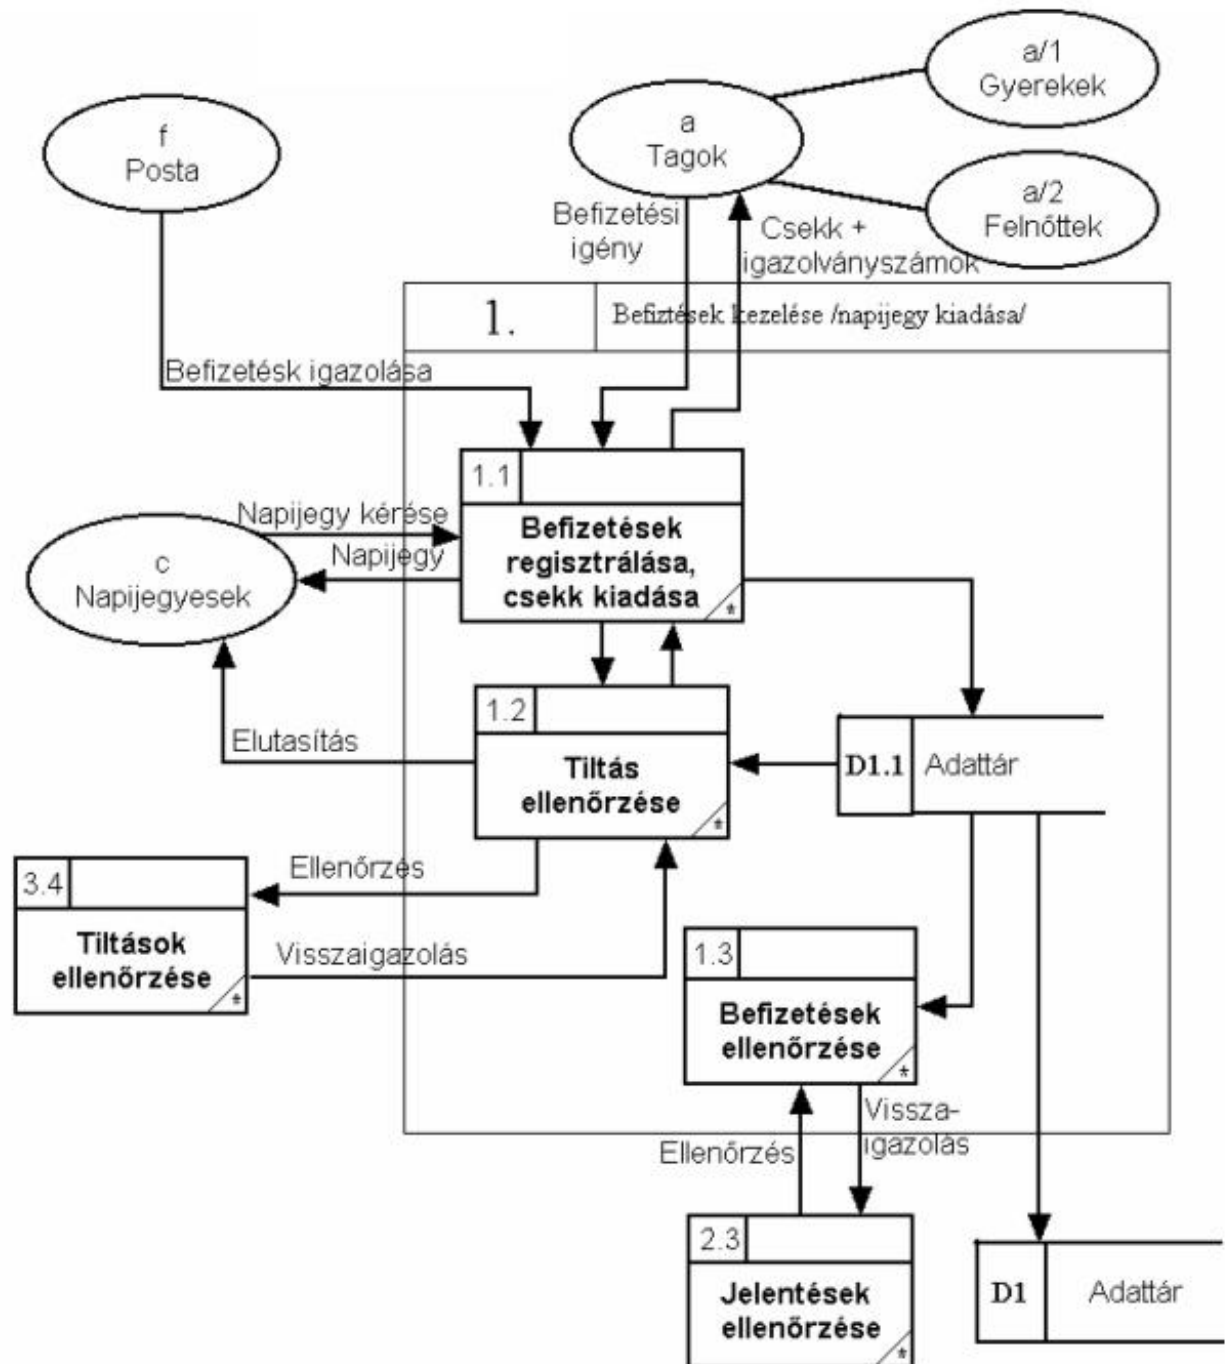 a/1
Gyerekek
f
Posta
a
Tagok
a/2
Felnőttek
Befizetési
igény
Csekk +
igazolványszámok
1.
Befiztések kezelése /napijegy kiadása/
Befizetésk igazolása
1.1
Befizetések
regisztrálása,
csekk kiadása
*
Napijegy kérése
Napijegy
c
Napijegyesek
1.2
Tiltás
ellenőrzése
*
Elutasítás
D1.1
Adattár
Ellenőrzés
3.4
Tiltások
ellenőrzése
*
Visszaigazolás
1.3
Befizetések
ellenőrzése
*
Vissza-
igazolás
Ellenőrzés
2.3
Jelentések
ellenőrzése
*
D1
Adattár